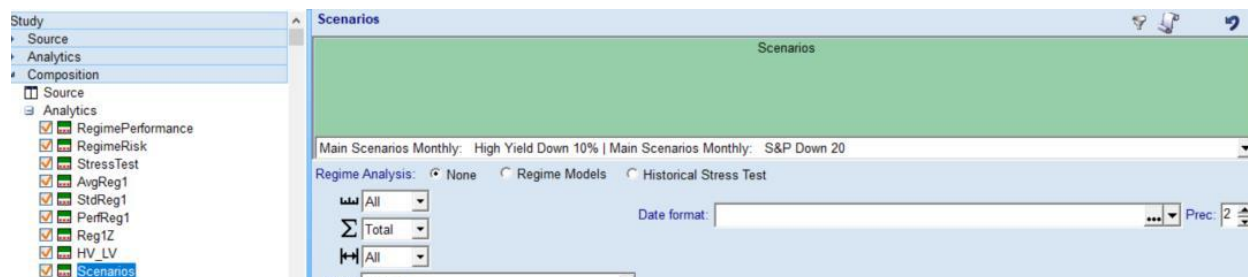 Study
Source
Analytics
Composition
Source
Analytics
RegimePerformance
RegimeRisk
StressTest
AvgReg1
StdReg1
PerfReg1
Reg1Z
HV_LV
Scenarios
Scenarios
Scenarios
Main Scenarios Monthly: High Yield Down 10% | Main Scenarios Monthly: S&P Down 20
Regime Analysis: None Regime Models Historical Stress Test
All
Σ Total
All
Date format: ... Prec: 2